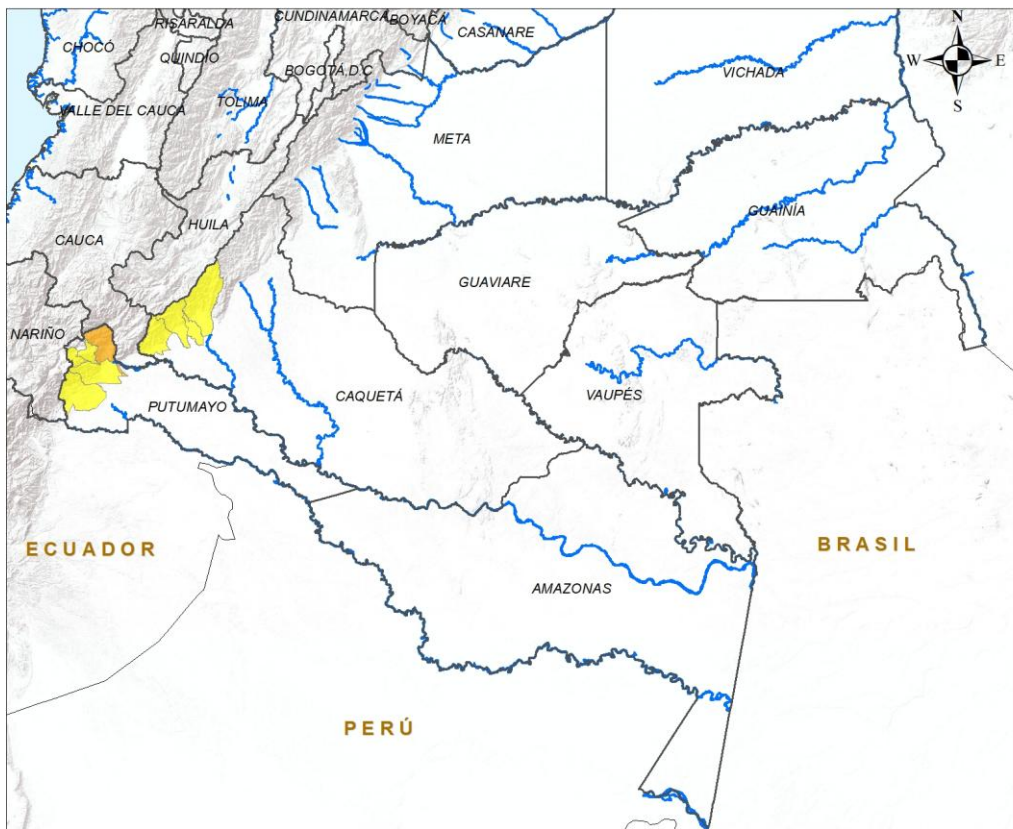 CUNDINAMARCA
BOYACÁ
N
RISARALDA
CASANARE
CHOCÓ
QUINDÍO
W
E
BOGOTÁ,D.C
VICHADA
TOLIMA
S
VALLE DEL CAUCA
META
GUAINÍA
HUILA
CAUCA
GUAVIARE
NARIÑO
CAQUETÁ
VAUPÉS
PUTUMAYO
BRASIL
ECUADOR
AMAZONAS
PERÚ